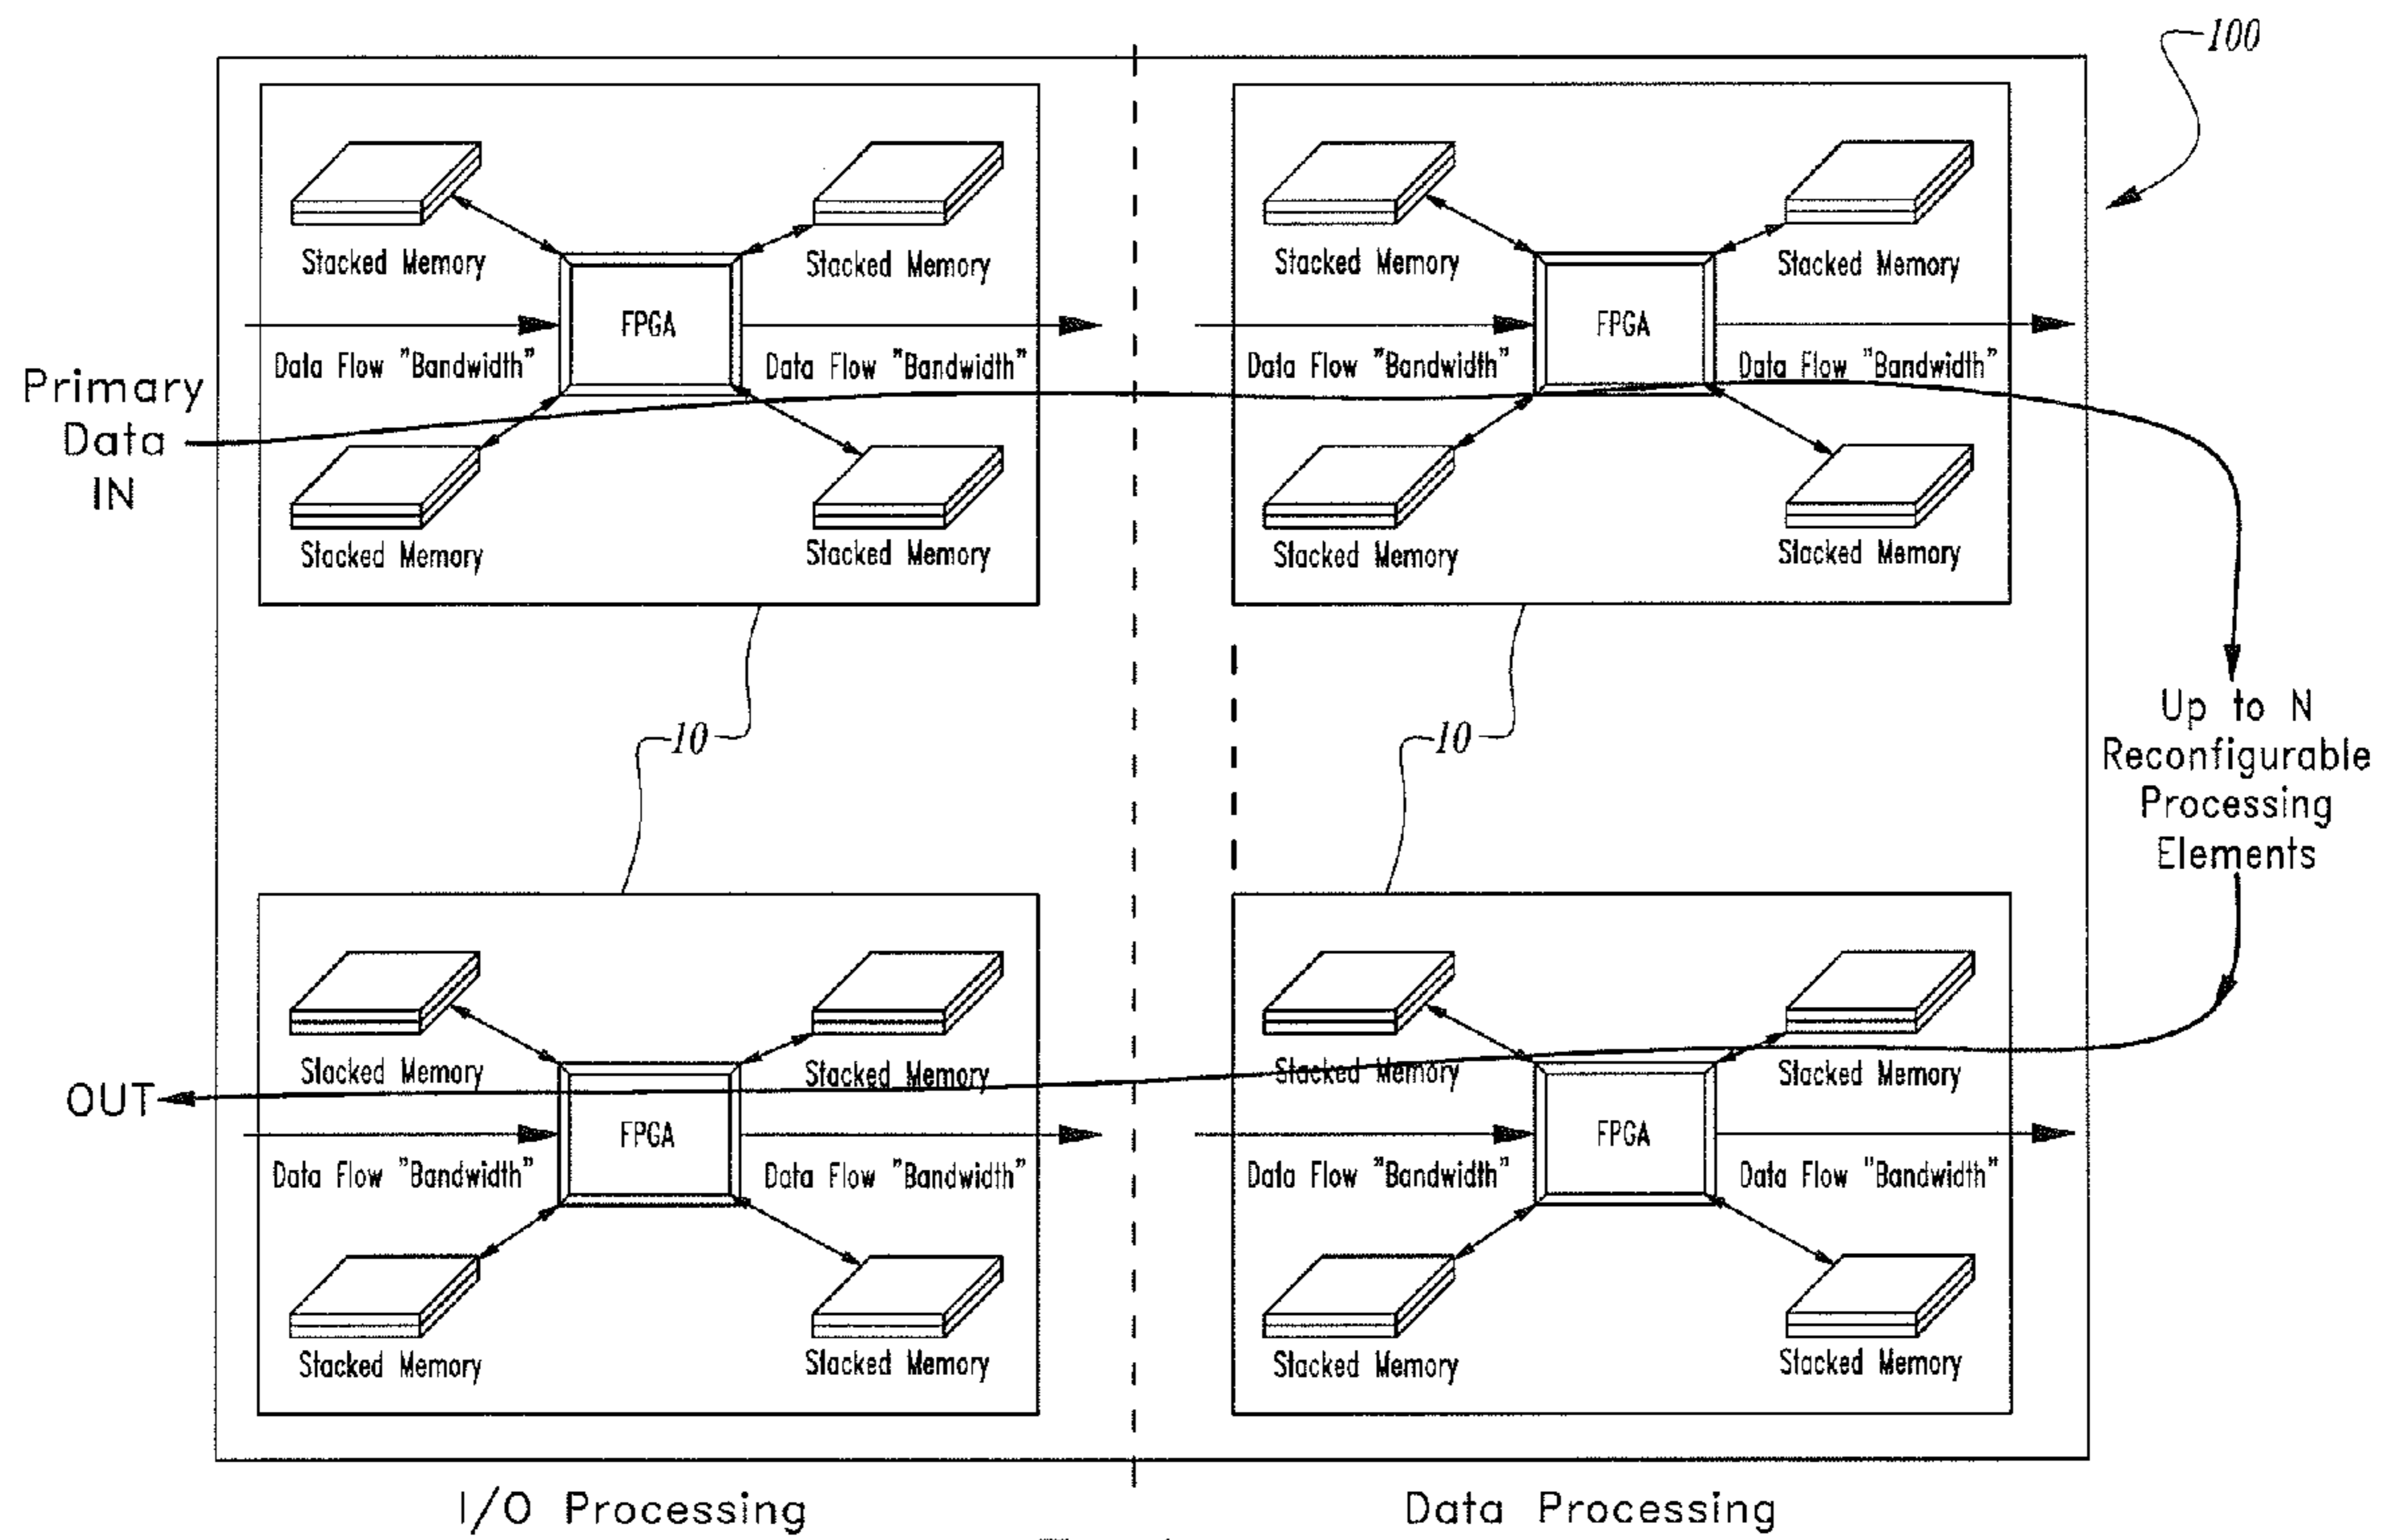 100
Stacked Memory
Stacked Memory
FPGA
Data Flow "Bandwidth"
Data Flow "Bandwidth"
Stacked Memory
Stacked Memory
Stacked Memory
Stacked Memory
FPGA
Data Flow "Bandwidth"
Data Flow "Bandwidth"
Stacked Memory
Stacked Memory
Primary
Data
IN
10
10
Up to N
Reconfigurable
Processing
Elements
Stacked Memory
Stacked Memory
FPGA
Data Flow "Bandwidth"
Data Flow "Bandwidth"
Stacked Memory
Stacked Memory
Stacked Memory
Stacked Memory
FPGA
Data Flow "Bandwidth"
Data Flow "Bandwidth"
Stacked Memory
Stacked Memory
OUT
I/O Processing
Data Processing